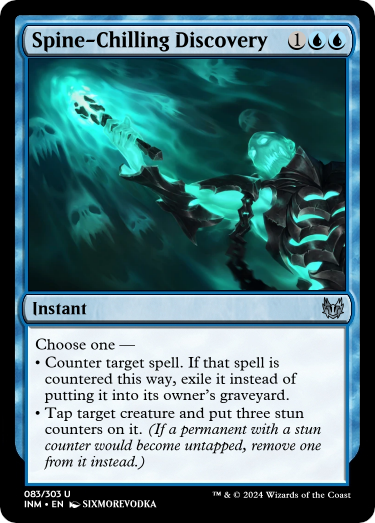 Spine-Chilling Discovery 1
Instant
Choose one —
• Counter target spell. If that spell is
countered this way, exile it instead of
putting it into its owner's graveyard.
• Tap target creature and put three stun
counters on it. (If a permanent with a stun
counter would become untapped, remove one
from it instead.)
083/303 U
INM • EN SIXMOREVODKA
™ & © 2024 Wizards of the Coast